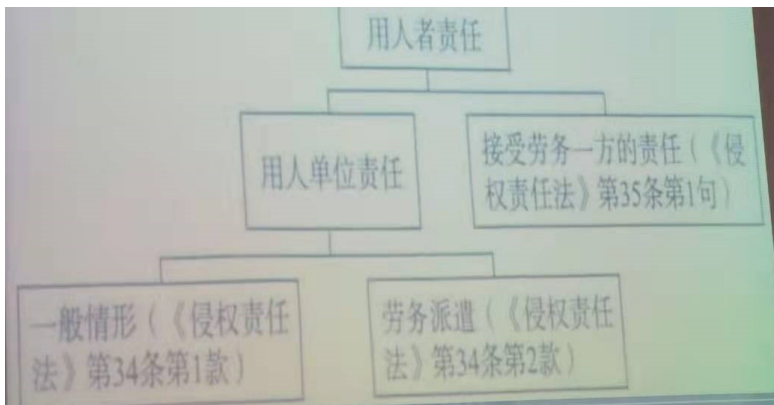 用人者责任
用人单位责任
接受劳务一方的责任（《侵
权责任法》第35条第1句）
一般情形（《侵权责任
法》第34条第1款）
劳务派遣（《侵权责任
法》第34条第2款）